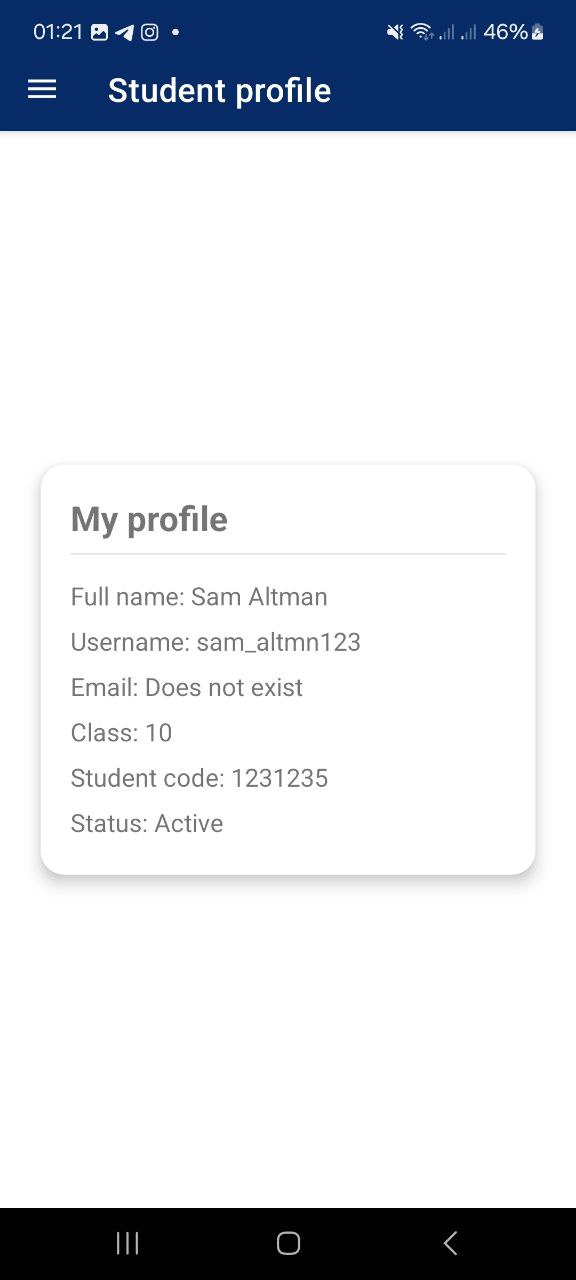 01:21 46%
Student profile
My profile
Full name: Sam Altman
Username: sam_altmn123
Email: Does not exist
Class: 10
Student code: 1231235
Status: Active